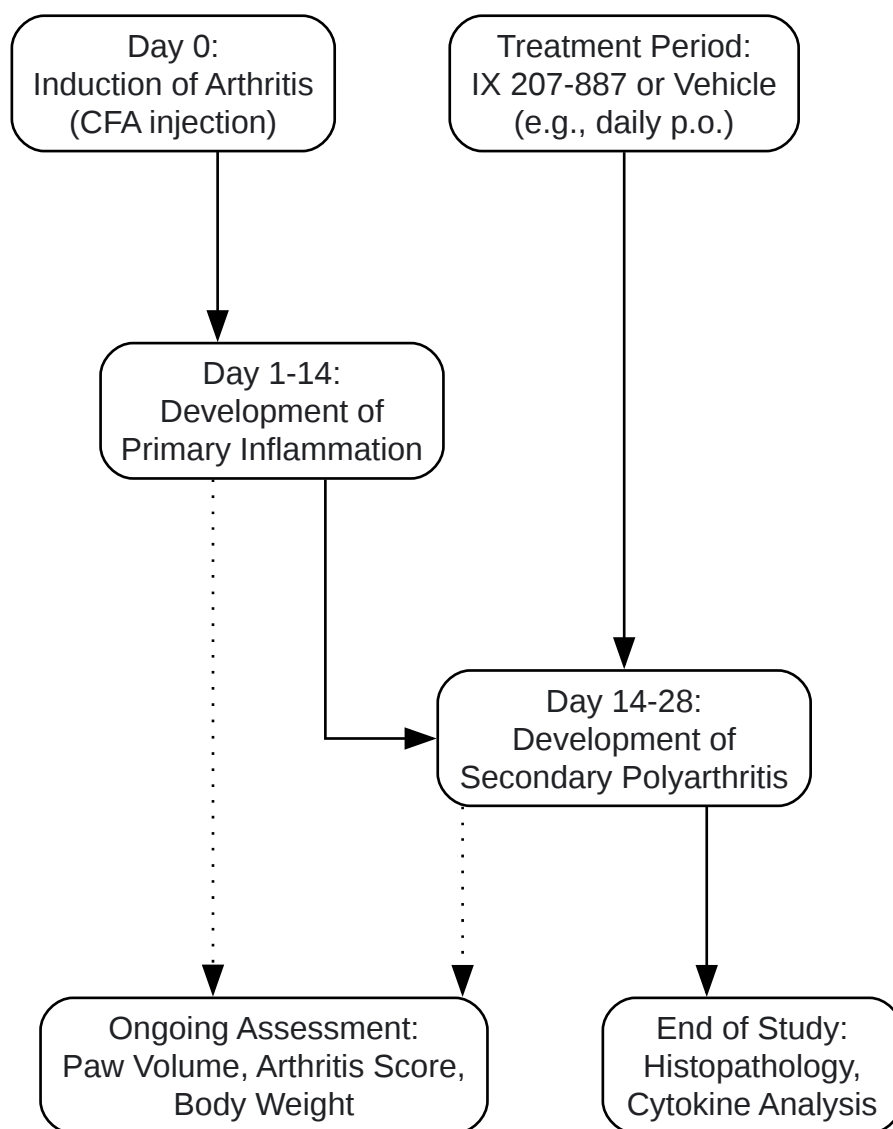 Day 0:
Induction of Arthritis
(CFA injection)
Treatment Period:
IX 207-887 or Vehicle
(e.g., daily p.o.)
Day 1-14:
Development of
Primary Inflammation
Day 14-28:
Development of
Secondary Polyarthritis
Ongoing Assessment:
Paw Volume, Arthritis Score,
Body Weight
End of Study:
Histopathology,
Cytokine Analysis